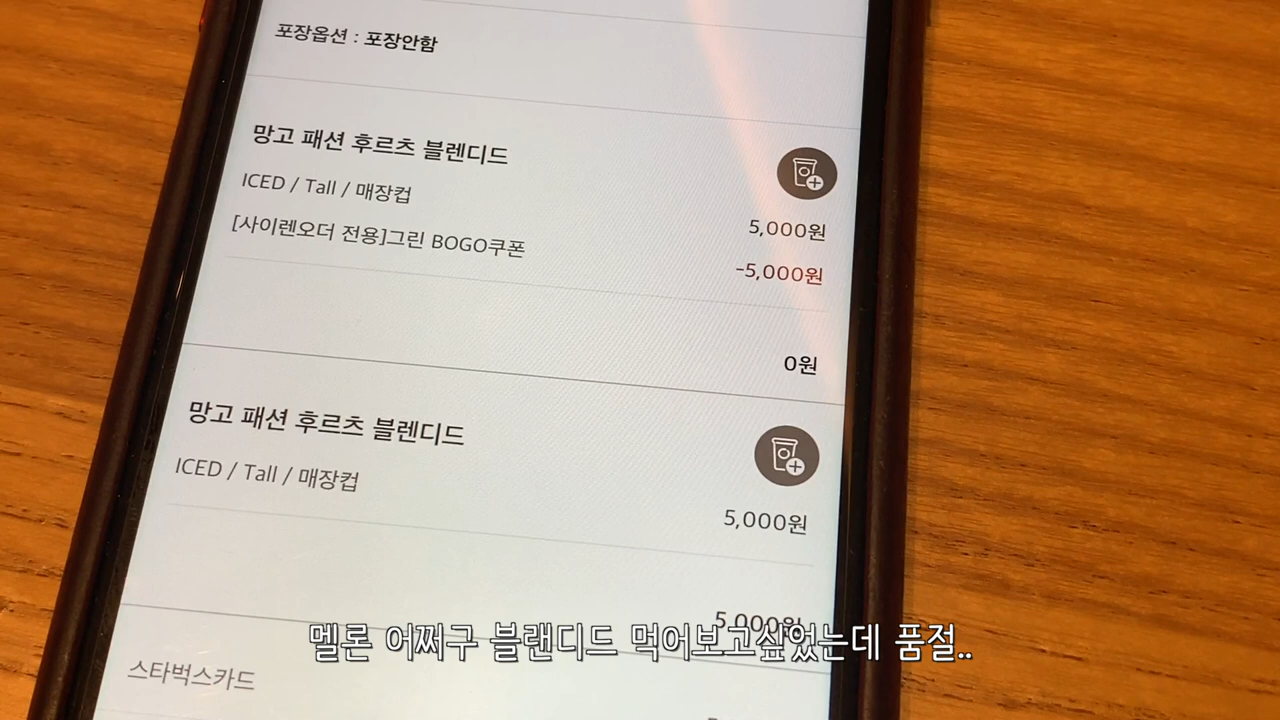 포장옵션 : 포장안함
망고 패션 후르츠 블렌디드
ICED / Tall / 매장컵
5,000원
[사이렌오더 전용]그린 BOGO쿠폰
-5,000원
0원
망고 패션 후르츠 블렌디드
ICED / Tall / 매장컵
5,000원
5,000원
멜론 어쩌구 블랜디드 먹어보고싶었는데 품절..
스타벅스카드